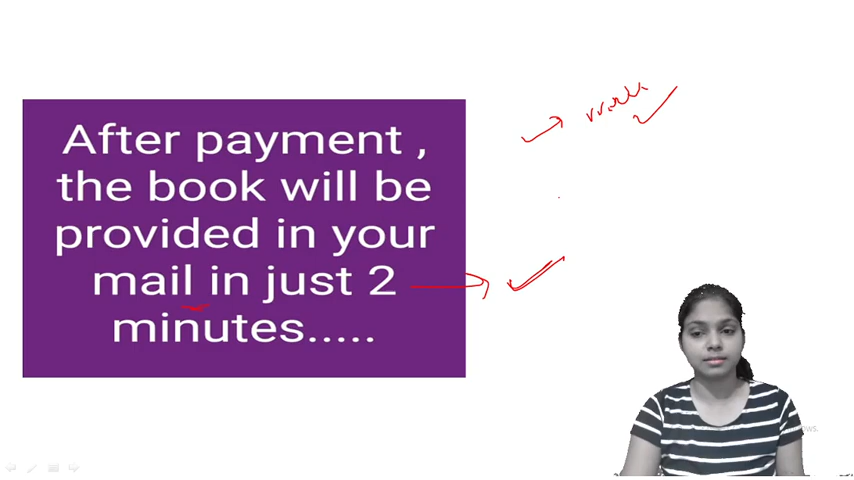 After payment ,
the book will be
provided in your
mail in just 2
minutes.....